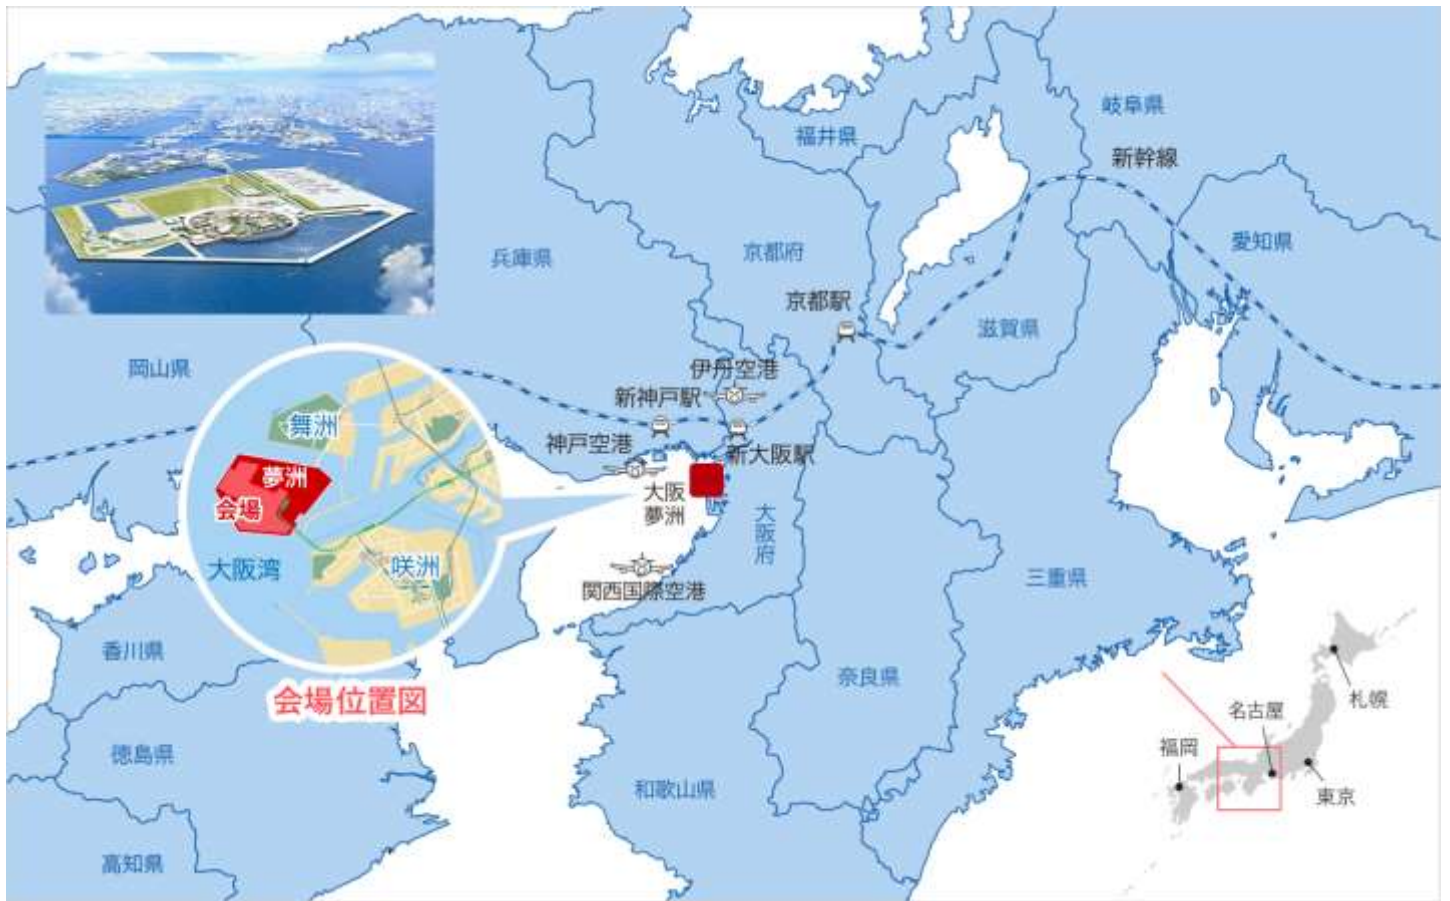 岐阜県
福井県
新幹線
愛知県
京都府
兵庫県
京都駅
滋賀県
岡山県
伊丹空港
新神戸駅
舞洲
神戸空港
新大阪駅
夢洲
会場
大阪
夢洲
大阪府
大阪湾
咲洲
関西国際空港
三重県
香川県
奈良県
会場位置図
札幌
名古屋
福岡
徳島県
和歌山県
東京
高知県